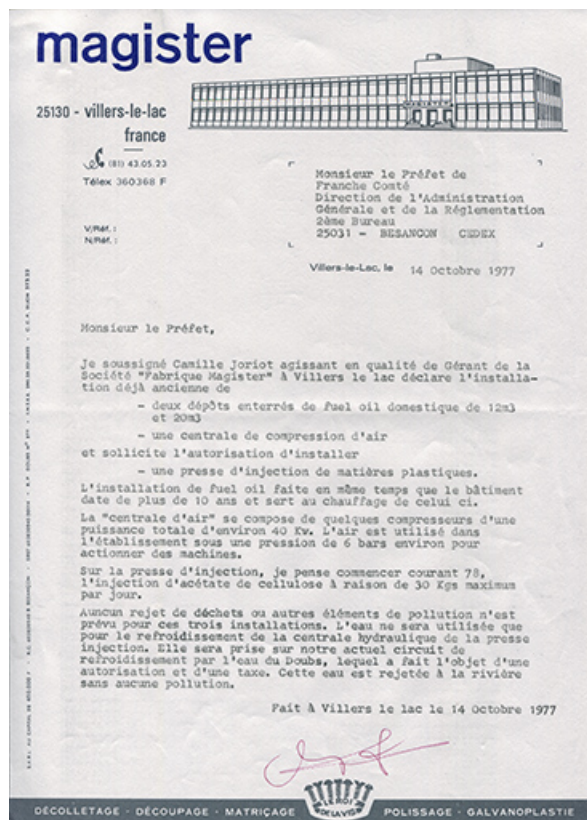 magister
25130 - villers-le-lac
france
(81) 43.05.23
Télex 360368 F
MAGISTER
V/Réf. :
N/Réf. :
Monsieur le Préfet de
Franche Comté
Direction de l'Administration
Générale et de la Réglementation
2ème Bureau
25031 - BESANCON CEDEX
Villers-le-Lac, le 14 Octobre 1977
Monsieur le Préfet,
Je soussigné Camille Joriot agissant en qualité de Gérant de la
Société "Fabrique Magister" à Villers le lac déclare l'installa-
tion déjà ancienne de
- deux dépôts enterrés de fuel oil domestique de 12m3
et 20m3
- une centrale de compression d'air
et sollicite l'autorisation d'installer
- une presse d'injection de matières plastiques.
L'installation de fuel oil faite en même temps que le bâtiment
date de plus de 10 ans et sert au chauffage de celui ci.
La "centrale d'air" se compose de quelques compresseurs d'une
puissance totale d'environ 40 Kw. L'air est utilisé dans
l'établissement sous une pression de 6 bars environ pour
actionner des machines.
Sur la presse d'injection, je pense commencer courant 78,
l'injection d'acétate de cellulose à raison de 30 Kgs maximum
par jour.
Auncun rejet de déchets ou autres éléments de pollution n'est
prévu pour ces trois installations. L'eau ne sera utilisée que
pour le refroidissement de la centrale hydraulique de la presse
injection. Elle sera prise sur notre actuel circuit de
refroidissement par l'eau du Doubs, lequel a fait l'objet d'une
autorisation et d'une taxe. Cette eau est rejetée à la rivière
sans aucune pollution.
Fait à Villers le lac le 14 Octobre 1977
LE ROI
DE LA VIS
DÉCOLLETAGE - DÉCOUPAGE - MATRIÇAGE POLISSAGE - GALVANOPLASTIE